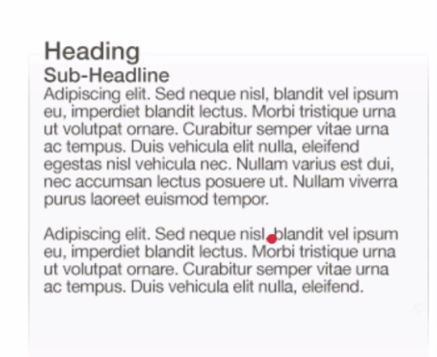 Heading
Sub-Headline
Adipiscing elit. Sed neque nisl, blandit vel ipsum
eu, imperdiet blandit lectus. Morbi tristique urna
ut volutpat ornare. Curabitur semper vitae urna
ac tempus. Duis vehicula elit nulla, eleifend
egestas nisl vehicula nec. Nullam varius est dui,
nec accumsan lectus posuere ut. Nullam viverra
purus laoreet euismod tempor.
Adipiscing elit. Sed neque nisl, blandit vel ipsum
eu, imperdiet blandit lectus. Morbi tristique urna
ut volutpat ornare. Curabitur semper vitae urna
ac tempus. Duis vehicula elit nulla, eleifend.